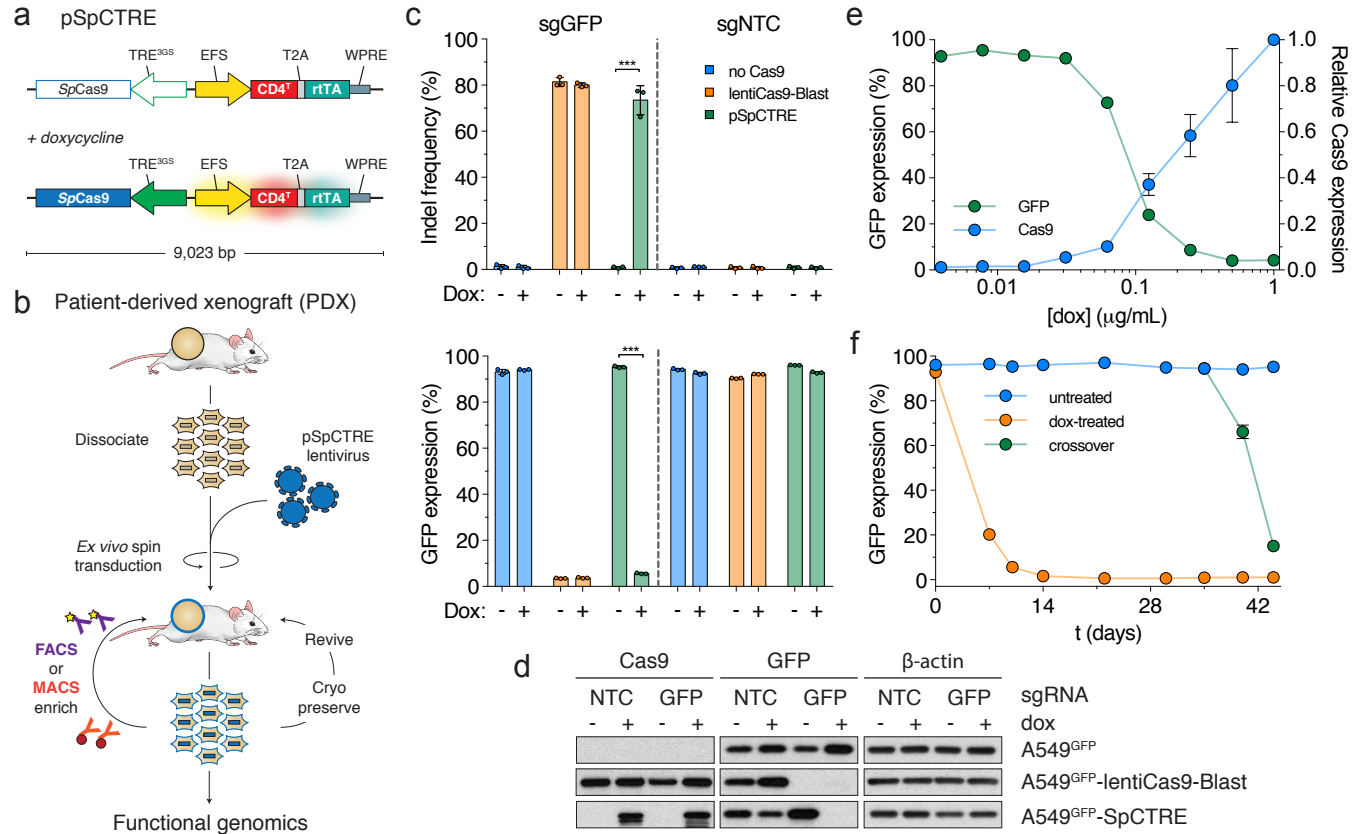 a
pSpCTRE
TRE3GS EFS T2A WPRE
SpCas9 CD4T rtTA
+ doxycycline
TRE3GS EFS T2A WPRE
SpCas9 CD4T rtTA
9,023 bp
b
Patient-derived xenograft (PDX)
Dissociate
pSpCTRE
lentivirus
Ex vivo spin
transduction
FACS
or
MACS
enrich
Revive
Cryo
preserve
Functional genomics
c
sgGFP sgNTC
Indel frequency (%)
100
80
60
40
20
0
***
no Cas9
lentiCas9-Blast
pSpCTRE
Dox: - + - + - + - + - + - +
GFP expression (%)
100
80
60
40
20
0
***
Dox: - + - + - + - + - + - +
d
Cas9 GFP β-actin
NTC GFP NTC GFP NTC GFP sgRNA
- + - + - + - + - + - + dox
A549GFP
A549GFP-lentiCas9-Blast
A549GFP-SpCTRE
e
GFP expression (%)
100
80
60
40
20
0
GFP
Cas9
Relative Cas9 expression
1.0
0.8
0.6
0.4
0.2
0.0
0.01 0.1 1
[dox] (μg/mL)
f
GFP expression (%)
100
80
60
40
20
0
untreated
dox-treated
crossover
0 14 28 42
t (days)